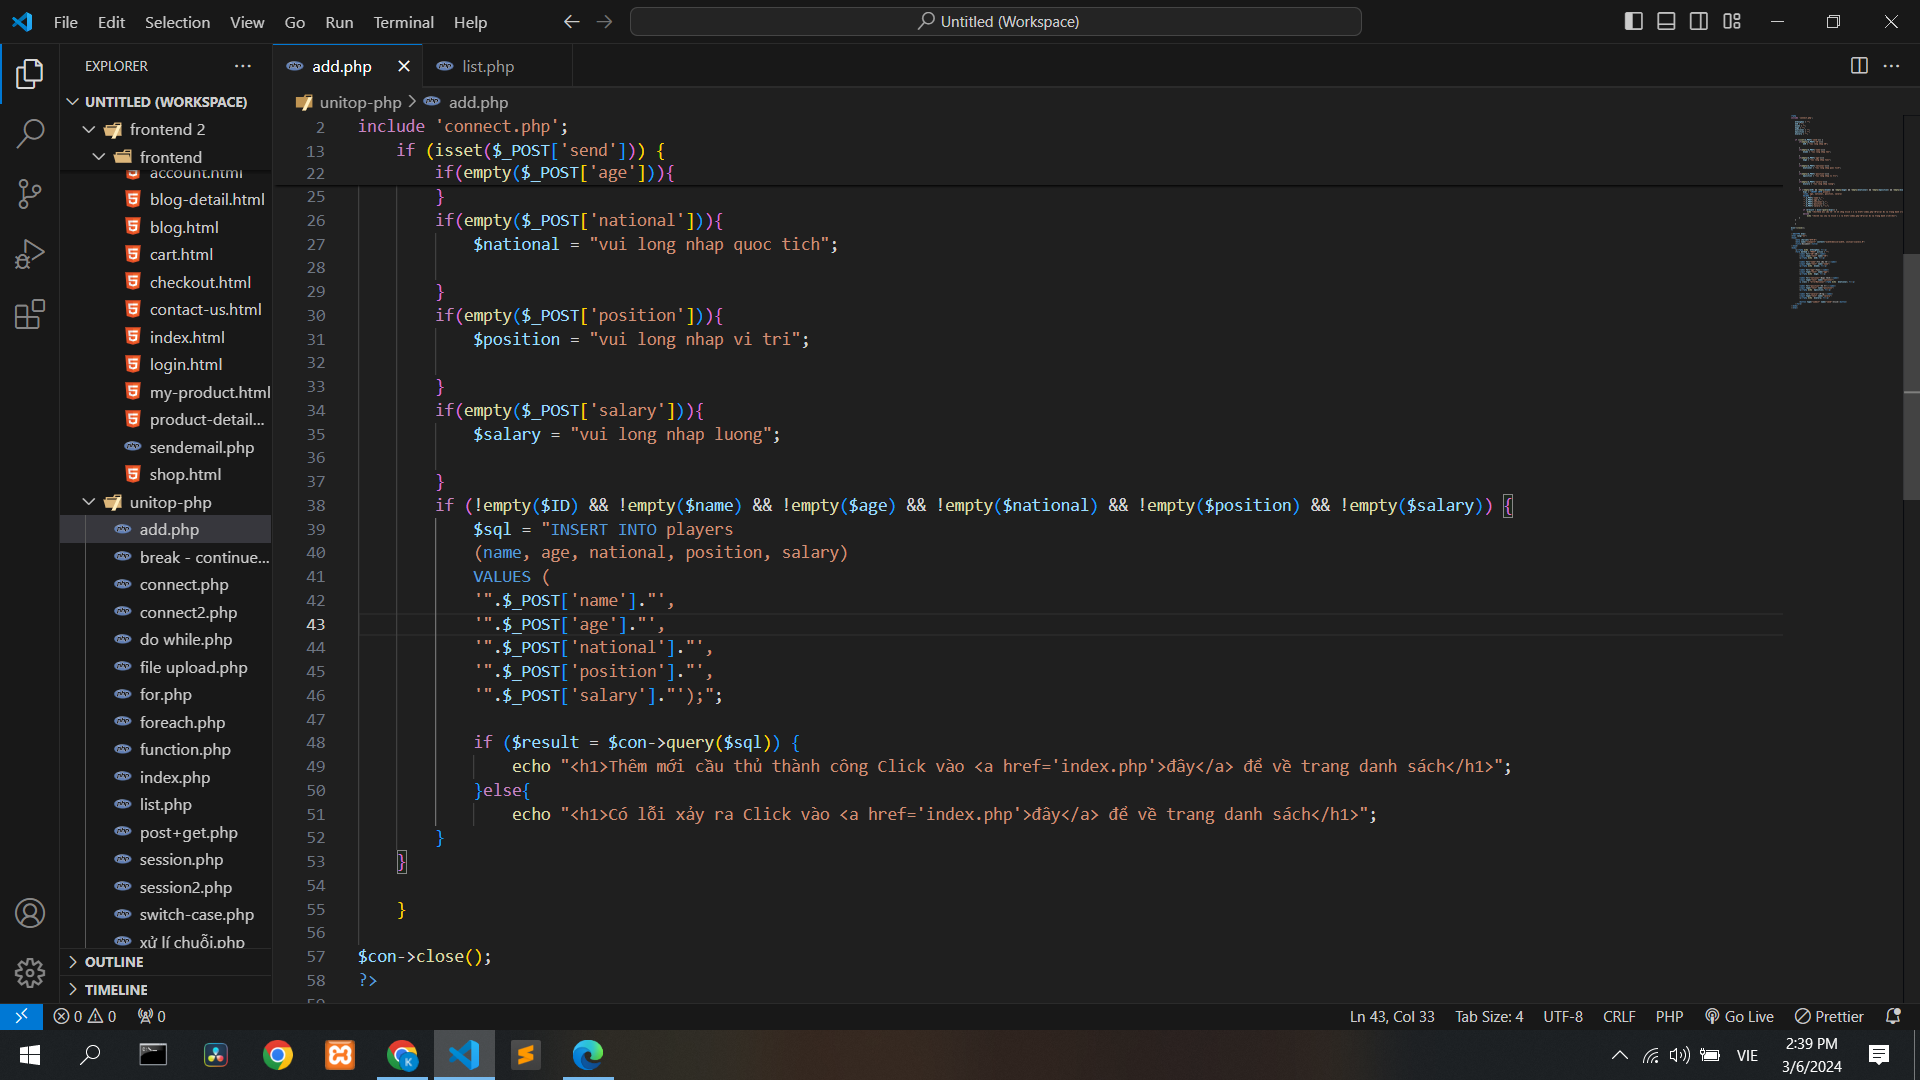 File Edit Selection View Go Run Terminal Help
Untitled (Workspace)
EXPLORER
UNTITLED (WORKSPACE)
frontend 2
frontend
account.html
blog-detail.html
blog.html
cart.html
checkout.html
contact-us.html
index.html
login.html
my-product.html
product-detail...
sendemail.php
shop.html
unitop-php
add.php
break - continue...
connect.php
connect2.php
do while.php
file upload.php
for.php
foreach.php
function.php
index.php
list.php
post+get.php
session.php
session2.php
switch-case.php
xử lí chuỗi.php
OUTLINE
TIMELINE
add.php
list.php
unitop-php > add.php
2 include 'connect.php';
13 if (isset($_POST['send'])) {
22 if(empty($_POST['age'])){
25 }
26 if(empty($_POST['national'])){
27 $national = "vui long nhap quoc tich";
28
29 }
30 if(empty($_POST['position'])){
31 $position = "vui long nhap vi tri";
32
33 }
34 if(empty($_POST['salary'])){
35 $salary = "vui long nhap luong";
36
37 }
38 if (!empty($ID) && !empty($name) && !empty($age) && !empty($national) && !empty($position) && !empty($salary)) {
39 $sql = "INSERT INTO players
40 (name, age, national, position, salary)
41 VALUES (
42 '".$_POST['name']."',
43 '".$_POST['age']."',
44 '".$_POST['national']."',
45 '".$_POST['position']."',
46 '".$_POST['salary']."');";
47
48 if ($result = $con->query($sql)) {
49 echo "<h1>Thêm mới cầu thủ thành công Click vào <a href='index.php'>đây</a> để về trang danh sách</h1>";
50 }else{
51 echo "<h1>Có lỗi xảy ra Click vào <a href='index.php'>đây</a> để về trang danh sách</h1>";
52 }
53 }
54
55 }
56
57 $con->close();
58 ?>
59
0 0 0
Ln 43, Col 33 Tab Size: 4 UTF-8 CRLF PHP Go Live Prettier
VIE
2:39 PM
3/6/2024